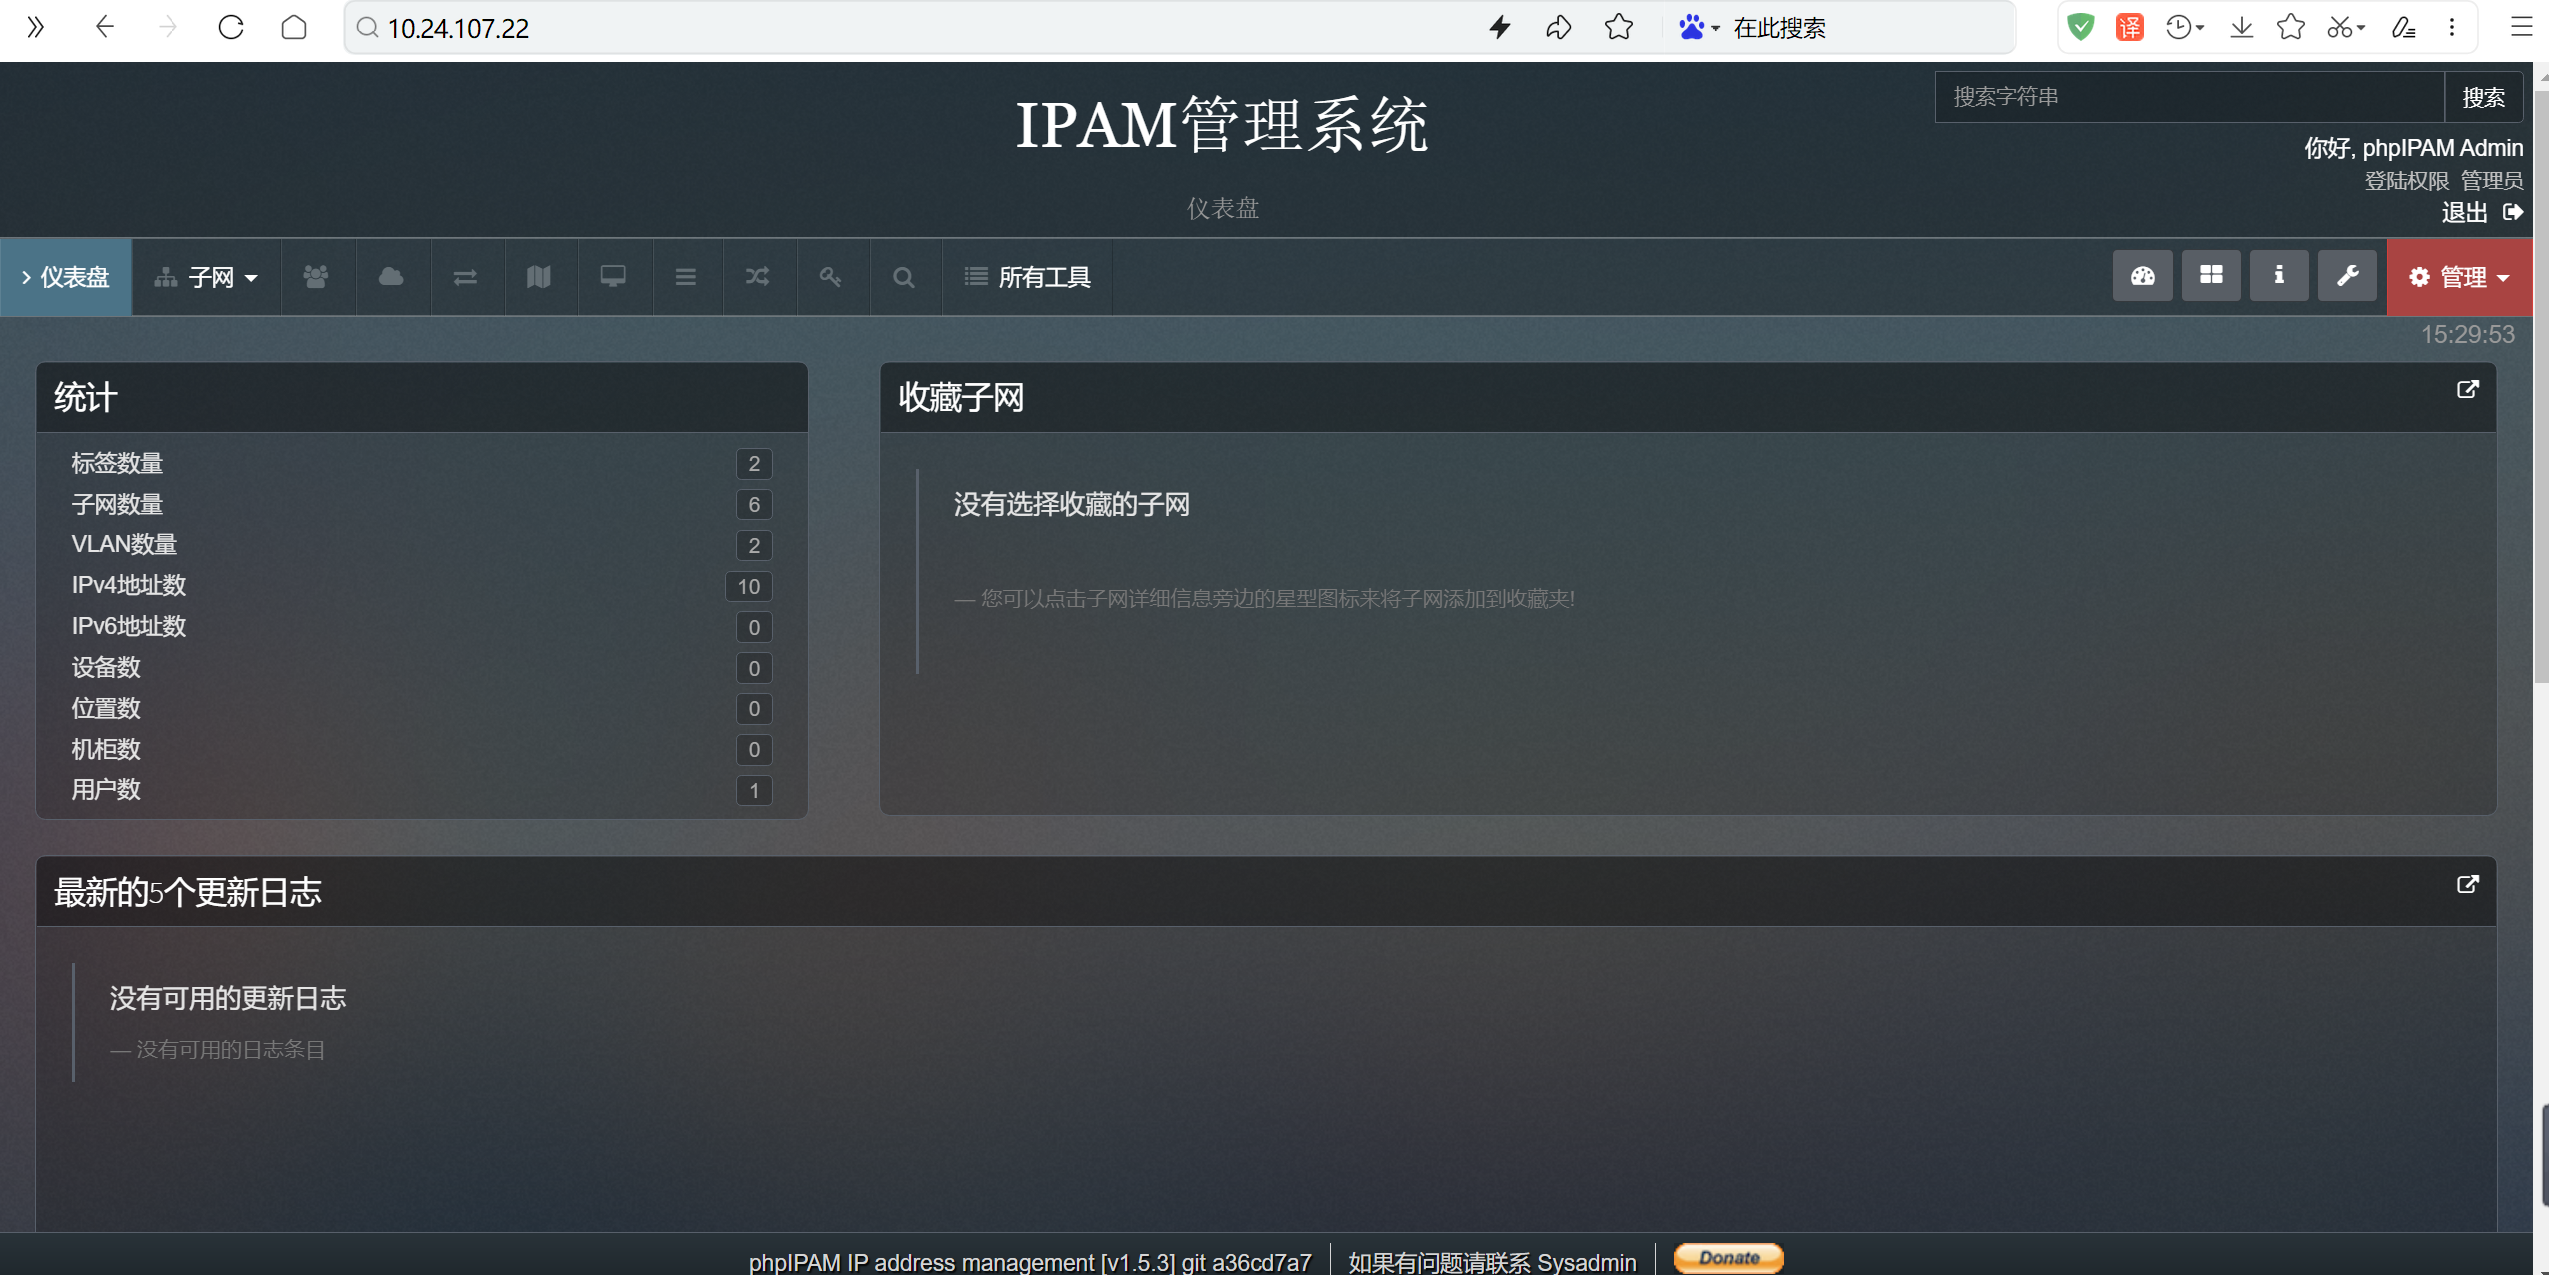 10.24.107.22
在此搜索
译
IPAM管理系统
仪表盘
搜索字符串
搜索
你好, phpIPAM Admin
登陆权限 管理员
退出
仪表盘
子网
所有工具
管理
15:29:53
统计
标签数量 2
子网数量 6
VLAN数量 2
IPv4地址数 10
IPv6地址数 0
设备数 0
位置数 0
机柜数 0
用户数 1
收藏子网
没有选择收藏的子网
— 您可以点击子网详细信息旁边的星型图标来将子网添加到收藏夹!
最新的5个更新日志
没有可用的更新日志
— 没有可用的日志条目
phpIPAM IP address management [v1.5.3] git a36cd7a7
如果有问题请联系 Sysadmin
Donate